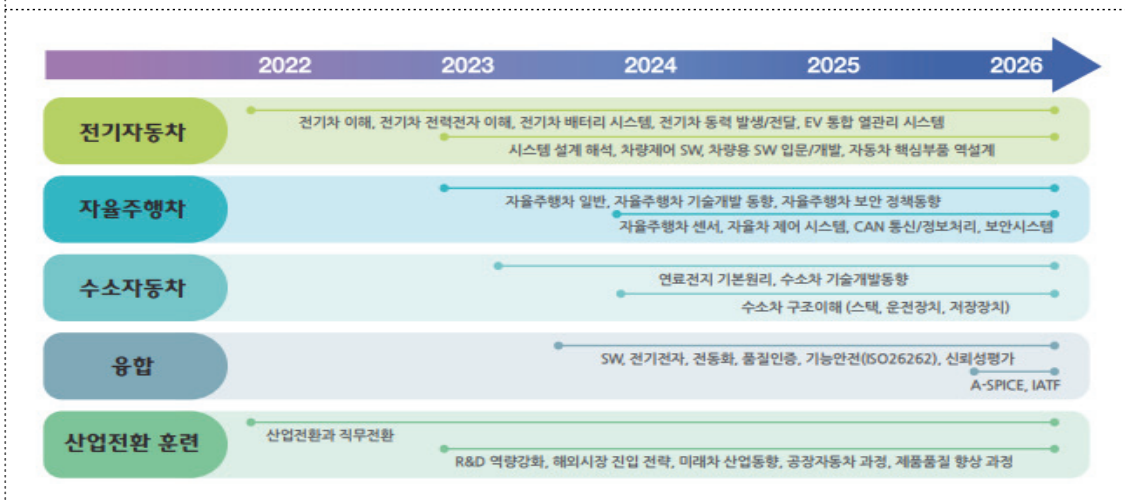 2022 2023 2024 2025 2026
전기자동차
전기차 이해, 전기차 전력전자 이해, 전기차 배터리 시스템, 전기차 동력 발생/전달, EV 통합 열관리 시스템
시스템 설계 해석, 차량제어 SW, 차량용 SW 입문/개발, 자동차 핵심부품 역설계
자율주행차
자율주행차 일반, 자율주행차 기술개발 동향, 자율주행차 보안 정책동향
자율주행차 센서, 자율차 제어 시스템, CAN 통신/정보처리, 보안시스템
수소자동차
연료전지 기본원리, 수소차 기술개발동향
수소차 구조이해 (스택, 운전장치, 저장장치)
융합
SW, 전기전자, 전동화, 품질인증, 기능안전(ISO26262), 신뢰성평가
A-SPICE, IATF
산업전환 훈련
산업전환과 직무전환
R&D 역량강화, 해외시장 진입 전략, 미래차 산업동향, 공장자동차 과정, 제품품질 향상 과정